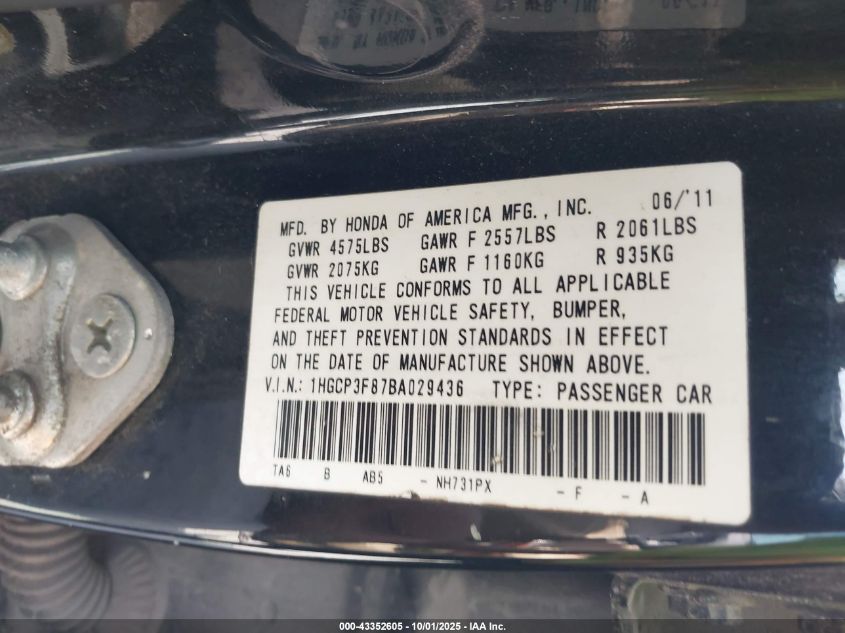 MFD. BY HONDA OF AMERICA MFG., INC. 06/'11
GVWR 4575LBS GAWR F 2557LBS R 2061LBS
GVWR 2075KG GAWR F 1160KG R 935KG
THIS VEHICLE CONFORMS TO ALL APPLICABLE
FEDERAL MOTOR VEHICLE SAFETY, BUMPER,
AND THEFT PREVENTION STANDARDS IN EFFECT
ON THE DATE OF MANUFACTURE SHOWN ABOVE.
V.I.N.: 1HGCP3F87BA029436 TYPE: PASSENGER CAR
TA6 B AB5 - NH731PX - F - A
000-43352605 - 10/01/2025 - IAA Inc.